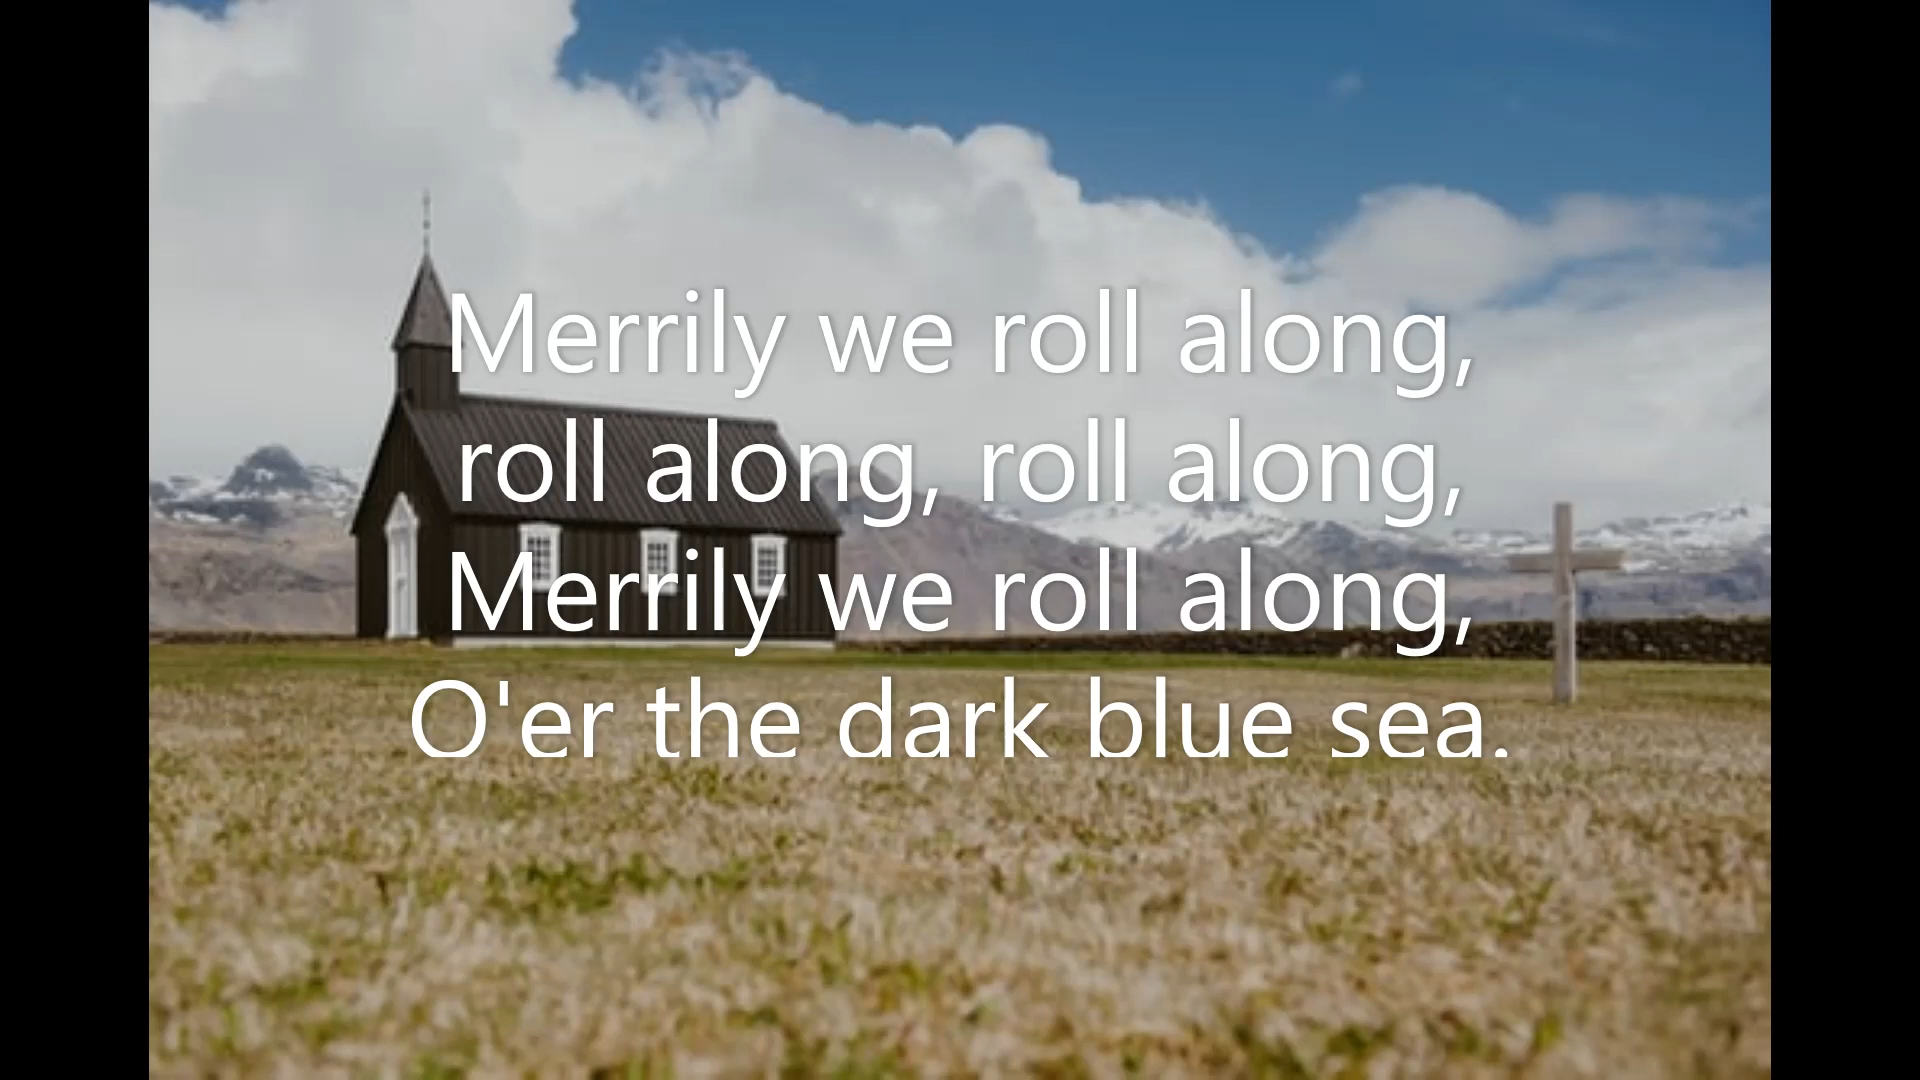 Merrily we roll along,
roll along, roll along,
Merrily we roll along,
O'er the dark blue sea.